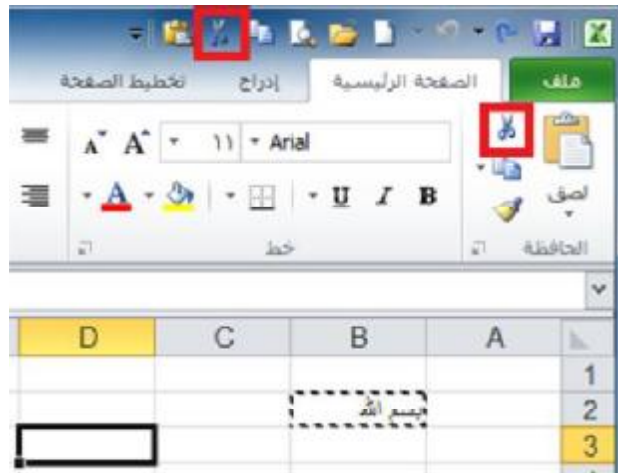 ملف الصفحة الرئيسية إدراج تخطيط الصفحة
Arial ١١ A A
لصق B I U A
الحافظة خط
A B C D
1
بسم الله 2
3